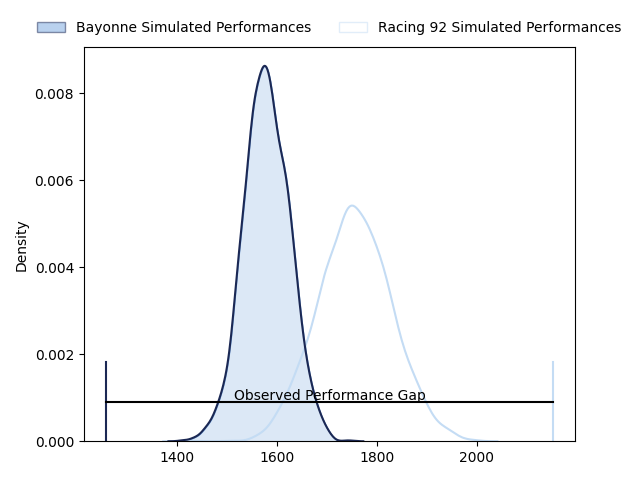 Bayonne Simulated Performances
Racing 92 Simulated Performances
0.008
0.006
0.004
0.002
0.000
Density
Observed Performance Gap
1400
1600
1800
2000